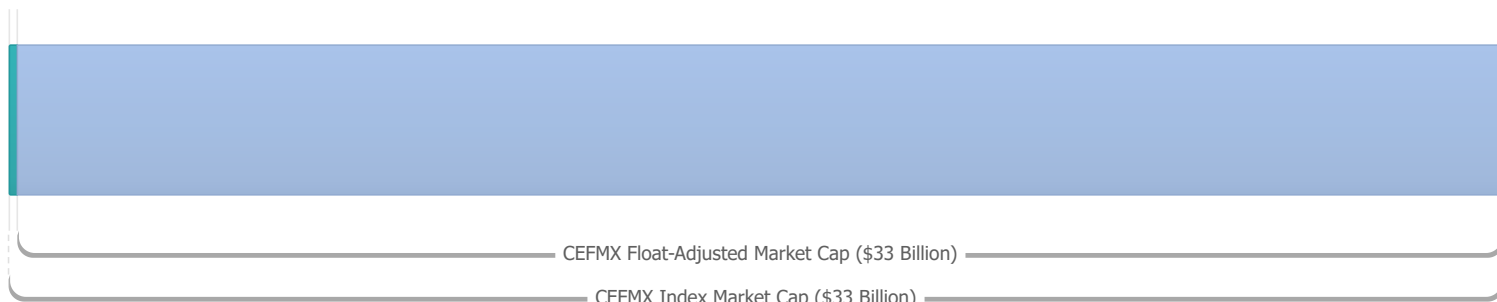 CEFMX Float-Adjusted Market Cap ($33 Billion)
CEFMX Index Market Cap ($33 Billion)